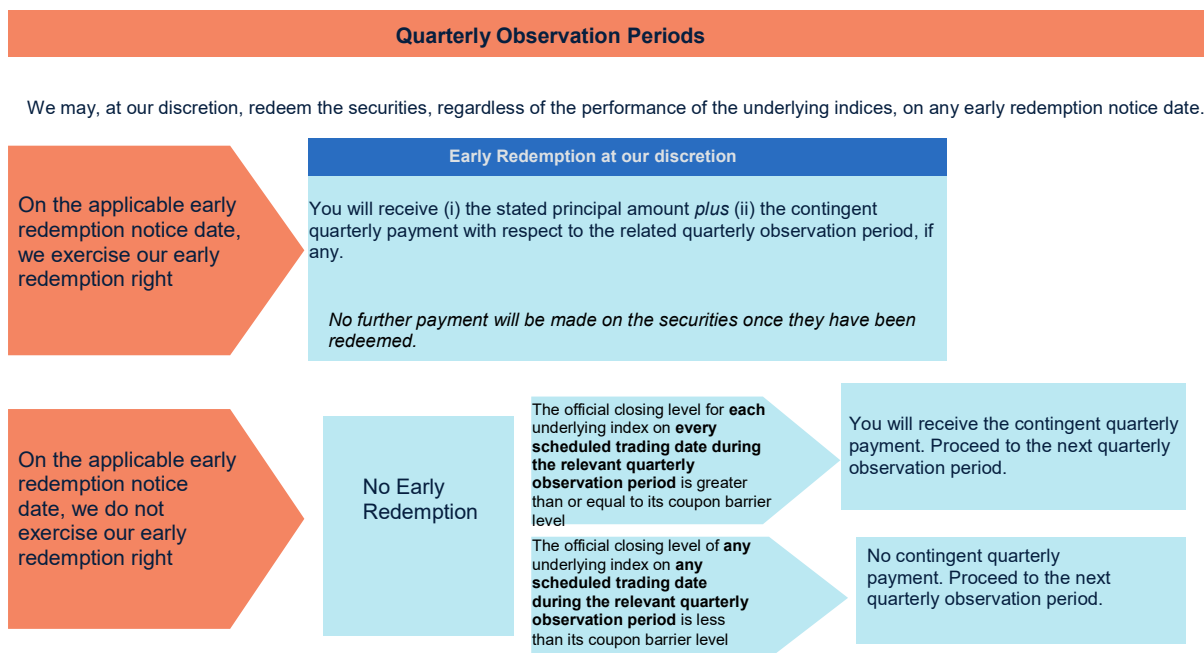 Quarterly Observation Periods
We may, at our discretion, redeem the securities, regardless of the performance of the underlying indices, on any early redemption notice date.
On the applicable early
redemption notice date,
we exercise our early
redemption right
Early Redemption at our discretion
You will receive (i) the stated principal amount plus (ii) the contingent
quarterly payment with respect to the related quarterly observation period, if
any.
No further payment will be made on the securities once they have been
redeemed.
On the applicable early
redemption notice
date, we do not
exercise our early
redemption right
No Early
Redemption
The official closing level for each
underlying index on every
scheduled trading date during
the relevant quarterly
observation period is greater
than or equal to its coupon barrier
level
You will receive the contingent quarterly
payment. Proceed to the next quarterly
observation period.
The official closing level of any
underlying index on any
scheduled trading date
during the relevant quarterly
observation period is less
than its coupon barrier level
No contingent quarterly
payment. Proceed to the next
quarterly observation period.